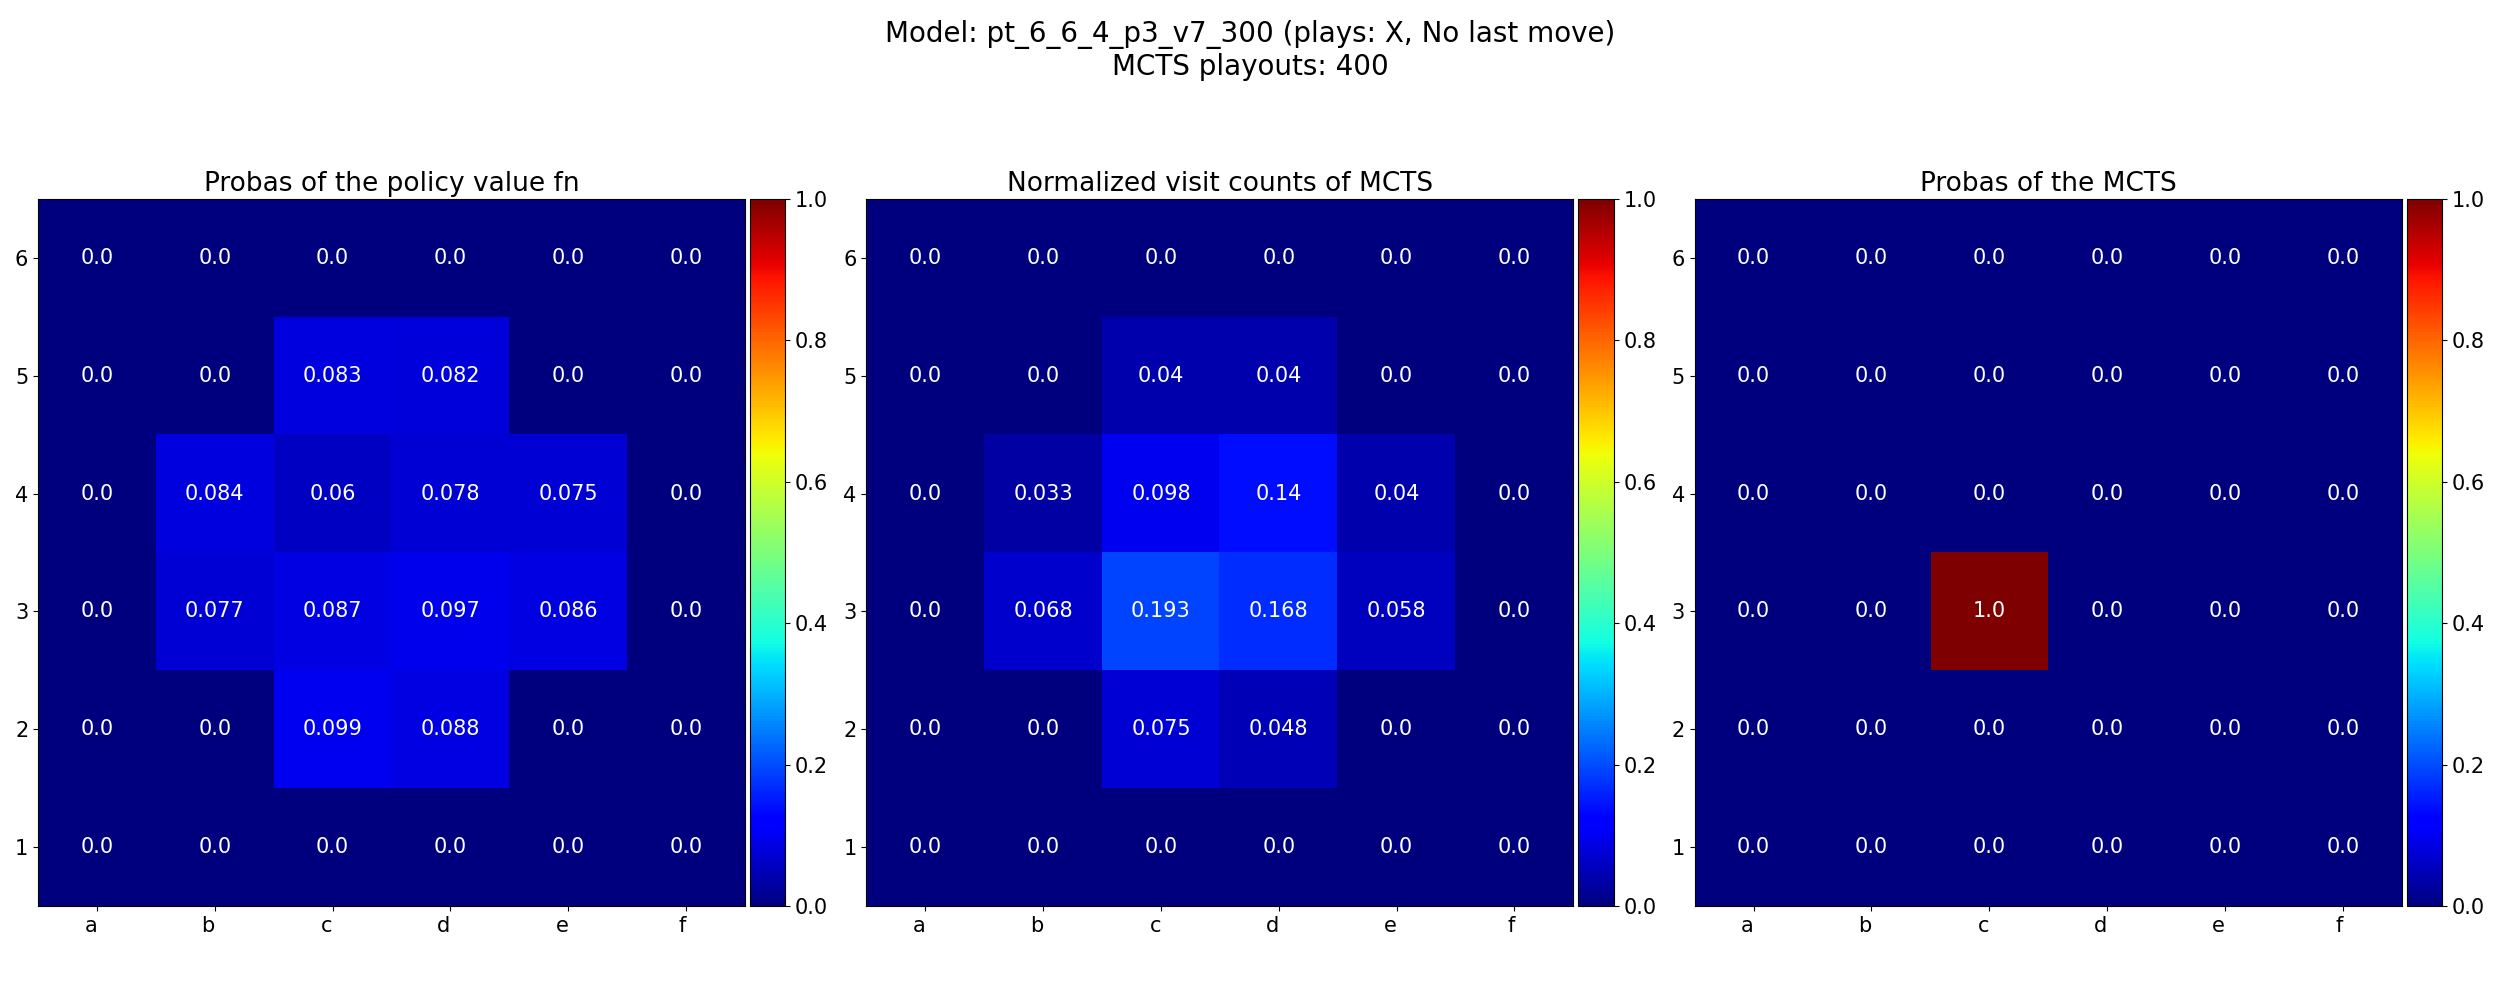 Model: pt_6_6_4_p3_v7_300 (plays: X, No last move)
MCTS playouts: 400
Probas of the policy value fn
1.0
6 0.0 0.0 0.0 0.0 0.0 0.0
0.8
5 0.0 0.0 0.083 0.082 0.0 0.0
4 0.0 0.084 0.06 0.078 0.075 0.0
0.6
3 0.0 0.077 0.087 0.097 0.086 0.0
0.4
2 0.0 0.0 0.099 0.088 0.0 0.0
0.2
1 0.0 0.0 0.0 0.0 0.0 0.0
0.0
a b c d e f
Normalized visit counts of MCTS
1.0
6 0.0 0.0 0.0 0.0 0.0 0.0
0.8
5 0.0 0.0 0.04 0.04 0.0 0.0
4 0.0 0.033 0.098 0.14 0.04 0.0
0.6
3 0.0 0.068 0.193 0.168 0.058 0.0
0.4
2 0.0 0.0 0.075 0.048 0.0 0.0
0.2
1 0.0 0.0 0.0 0.0 0.0 0.0
0.0
a b c d e f
Probas of the MCTS
1.0
6 0.0 0.0 0.0 0.0 0.0 0.0
0.8
5 0.0 0.0 0.0 0.0 0.0 0.0
4 0.0 0.0 0.0 0.0 0.0 0.0
0.6
3 0.0 0.0 1.0 0.0 0.0 0.0
0.4
2 0.0 0.0 0.0 0.0 0.0 0.0
0.2
1 0.0 0.0 0.0 0.0 0.0 0.0
0.0
a b c d e f